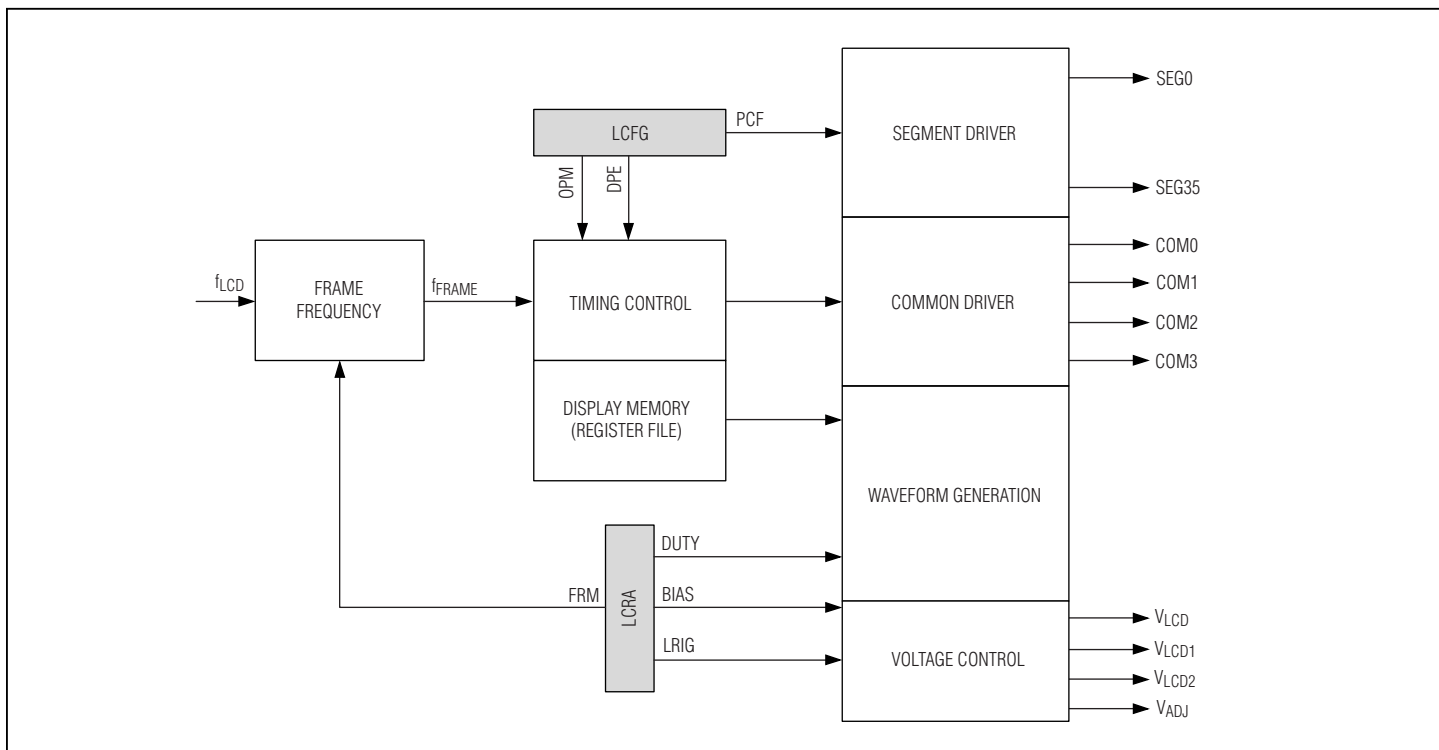 LCFG
PCF
OPM
DPE
fLCD
FRAME
FREQUENCY
fFRAME
TIMING CONTROL
DISPLAY MEMORY
(REGISTER FILE)
FRM
LCRA
DUTY
BIAS
LRIG
SEGMENT DRIVER
COMMON DRIVER
WAVEFORM GENERATION
VOLTAGE CONTROL
SEG0
SEG35
COM0
COM1
COM2
COM3
VLCD
VLCD1
VLCD2
VADJ